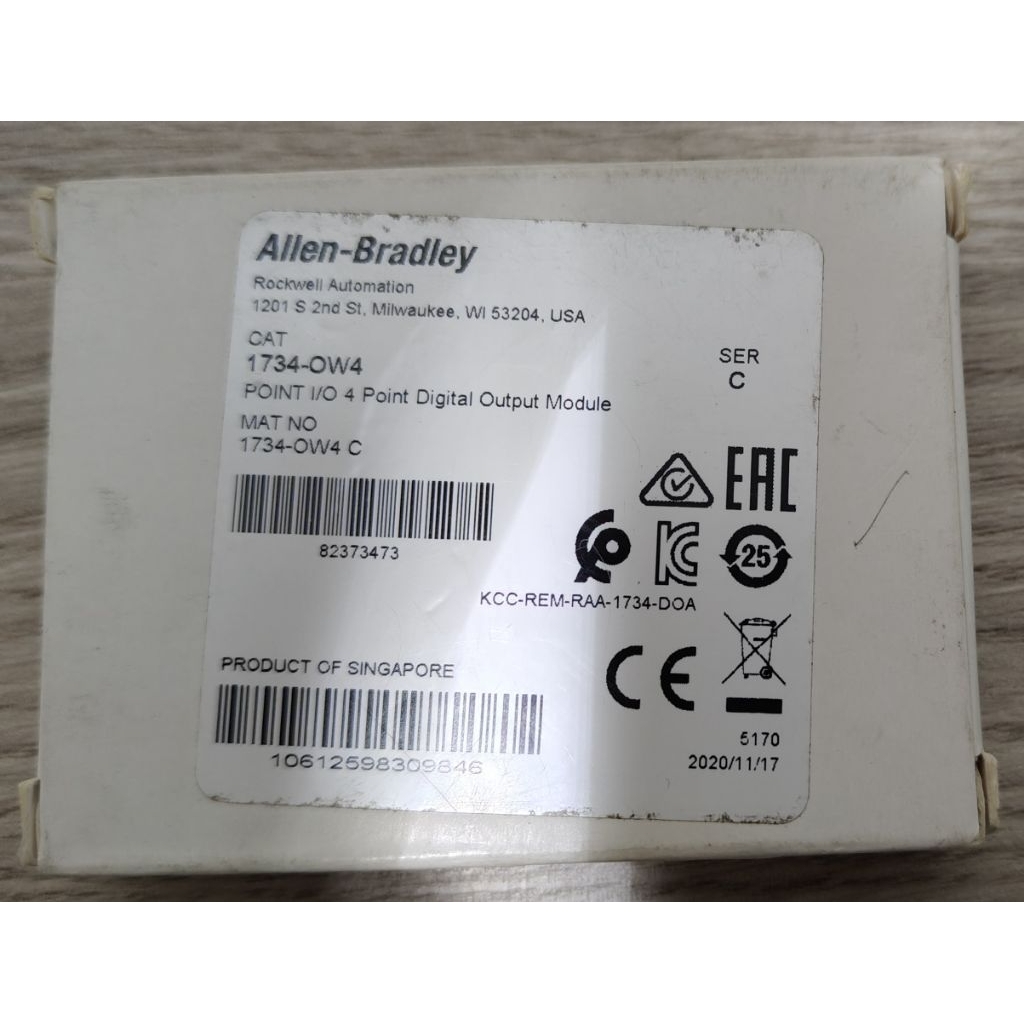 Allen-Bradley
Rockwell Automation
1201 S 2nd St, Milwaukee, WI 53204, USA
CAT
1734-OW4
POINT I/O 4 Point Digital Output Module
SER
C
MAT NO
1734-OW4 C
82373473
EAC
KC
25
KCC-REM-RAA-1734-DOA
PRODUCT OF SINGAPORE
CE
10612598309846
5170
2020/11/17